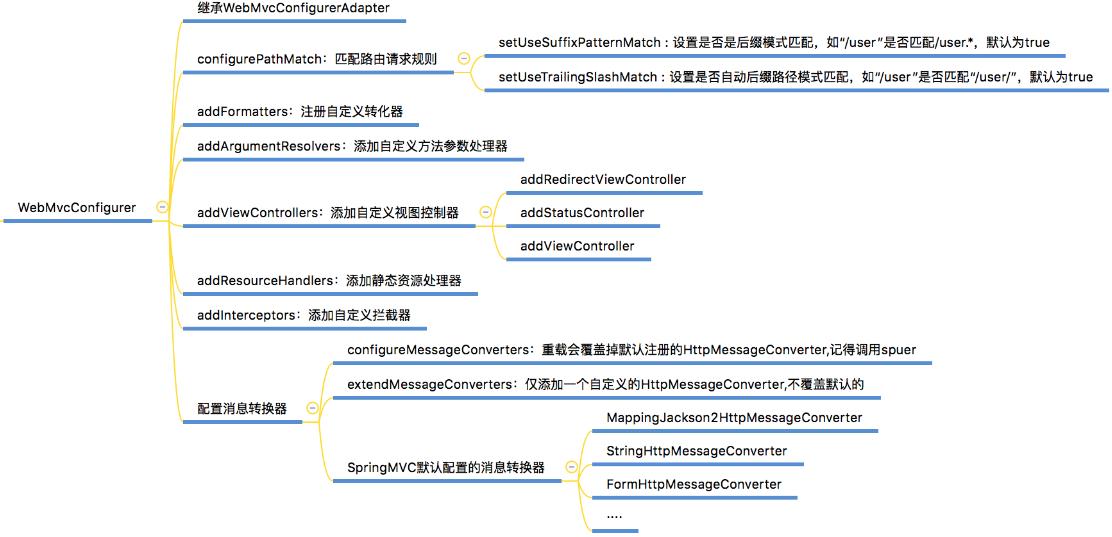 WebMvcConfigurer
继承WebMvcConfigurerAdapter
configurePathMatch：匹配路由请求规则
setUseSuffixPatternMatch : 设置是否是后缀模式匹配，如“/user”是否匹配/user.*，默认为true
setUseTrailingSlashMatch : 设置是否自动后缀路径模式匹配，如“/user”是否匹配“/user/”，默认为true
addFormatters：注册自定义转化器
addArgumentResolvers：添加自定义方法参数处理器
addViewControllers：添加自定义视图控制器
addRedirectViewController
addStatusController
addViewController
addResourceHandlers：添加静态资源处理器
addInterceptors：添加自定义拦截器
配置消息转换器
configureMessageConverters：重载会覆盖掉默认注册的HttpMessageConverter,记得调用spuer
extendMessageConverters：仅添加一个自定义的HttpMessageConverter,不覆盖默认的
SpringMVC默认配置的消息转换器
MappingJackson2HttpMessageConverter
StringHttpMessageConverter
FormHttpMessageConverter
....